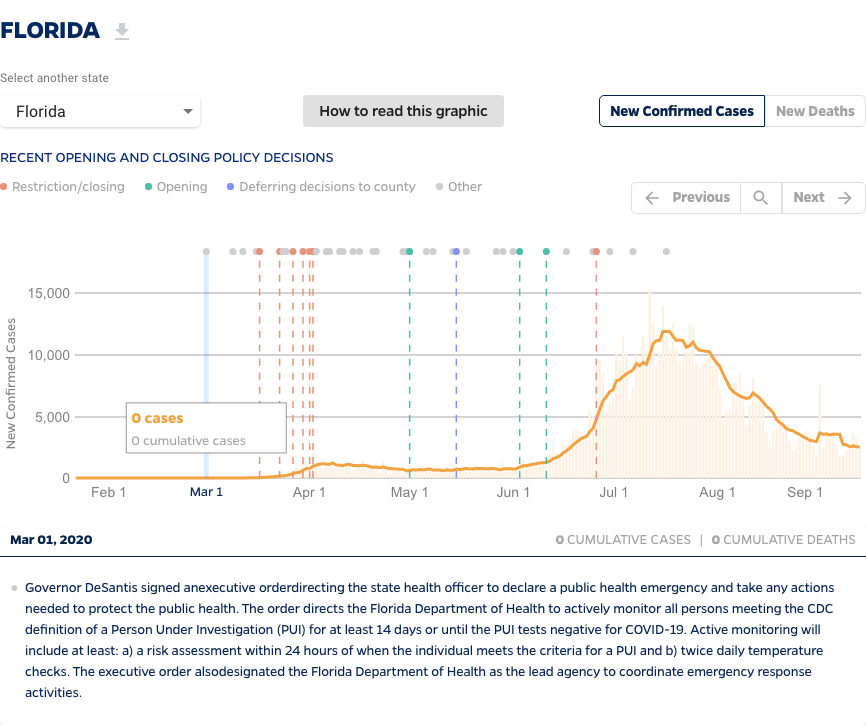 FLORIDA
Select another state
Florida
How to read this graphic
New Confirmed Cases
New Deaths
RECENT OPENING AND CLOSING POLICY DECISIONS
Restriction/closing
Opening
Deferring decisions to county
Other
Previous
Next
New Confirmed Cases
15,000
10,000
5,000
0
0 cases
0 cumulative cases
Feb 1
Mar 1
Apr 1
May 1
Jun 1
Jul 1
Aug 1
Sep 1
Mar 01, 2020
0 CUMULATIVE CASES | 0 CUMULATIVE DEATHS
Governor DeSantis signed anexecutive orderdirecting the state health officer to declare a public health emergency and take any actions
needed to protect the public health. The order directs the Florida Department of Health to actively monitor all persons meeting the CDC
definition of a Person Under Investigation (PUI) for at least 14 days or until the PUI tests negative for COVID-19. Active monitoring will
include at least: a) a risk assessment within 24 hours of when the individual meets the criteria for a PUI and b) twice daily temperature
checks. The executive order alsodesignated the Florida Department of Health as the lead agency to coordinate emergency response
activities.